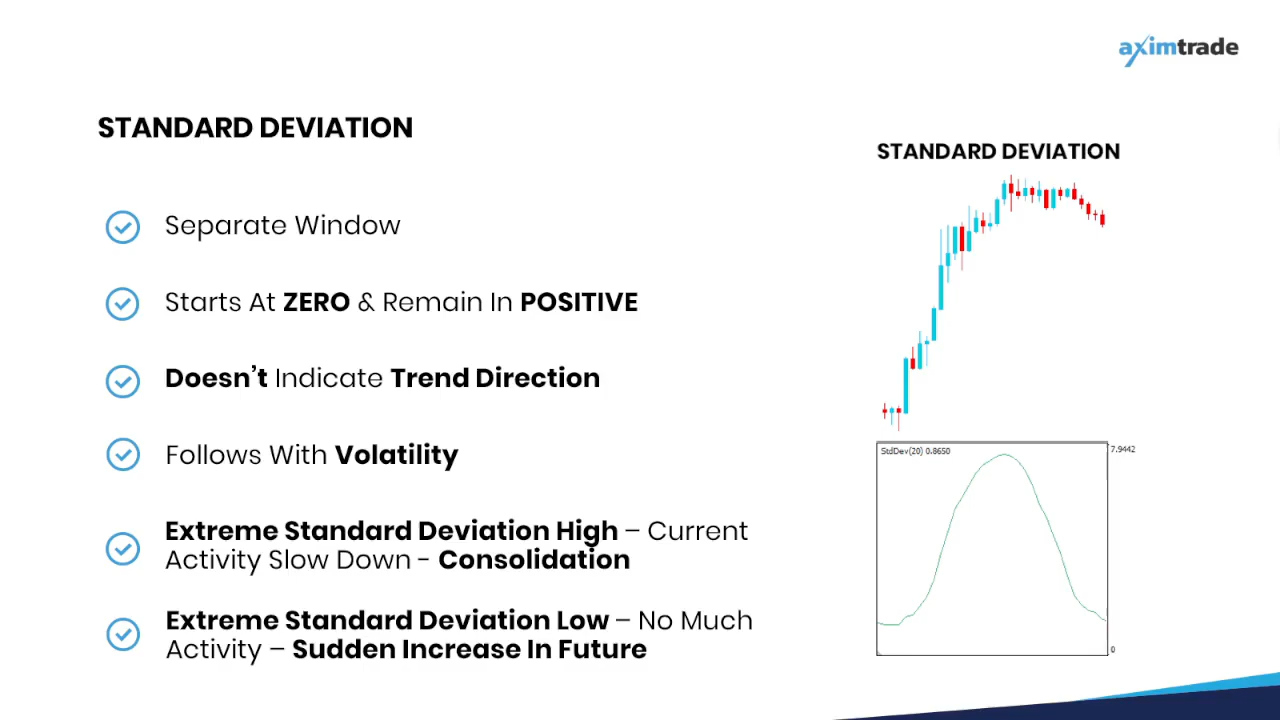 aximtrade
STANDARD DEVIATION
Separate Window
Starts At ZERO & Remain In POSITIVE
Doesn’t Indicate Trend Direction
Follows With Volatility
Extreme Standard Deviation High – Current
Activity Slow Down - Consolidation
Extreme Standard Deviation Low – No Much
Activity – Sudden Increase In Future
STANDARD DEVIATION
StdDev(20) 0.8650
7.9442
0